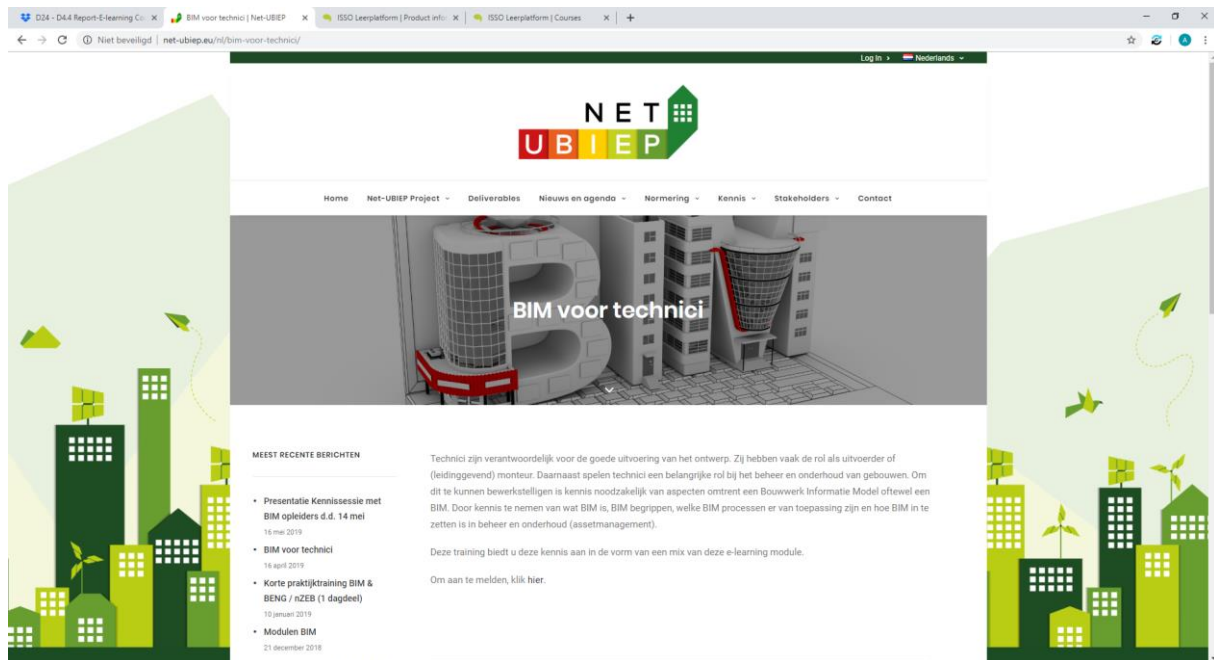 D24 - D4.4 Report-E-learning Co
BIM voor technici | Net-UBIEP
ISSO Leerplatform | Product info
ISSO Leerplatform | Courses
Niet beveiligd | net-ubiep.eu/nl/bim-voor-technici/
A
Log In
Nederlands
NET
UBIEP
Home Net-UBIEP Project Deliverables Nieuws en agenda Normering Kennis Stakeholders Contact
BIM voor technici
MEEST RECENTE BERICHTEN
• Presentatie Kennissessie met
BIM opleiders d.d. 14 mei
16 mei 2019
• BIM voor technici
16 april 2019
• Korte praktijktraining BIM &
BENG / nZEB (1 dagdeel)
10 januari 2019
• Modulen BIM
21 december 2018
Technici zijn verantwoordelijk voor de goede uitvoering van het ontwerp. Zij hebben vaak de rol als uitvoerder of
(leidinggevend) monteur. Daarnaast spelen technici een belangrijke rol bij het beheer en onderhoud van gebouwen. Om
dit te kunnen bewerkstelligen is kennis noodzakelijk van aspecten omtrent een Bouwwerk Informatie Model oftewel een
BIM. Door kennis te nemen van wat BIM is, BIM begrippen, welke BIM processen er van toepassing zijn en hoe BIM in te
zetten is in beheer en onderhoud (assetmanagement).
Deze training biedt u deze kennis aan in de vorm van een mix van deze e-learning module.
Om aan te melden, klik hier.